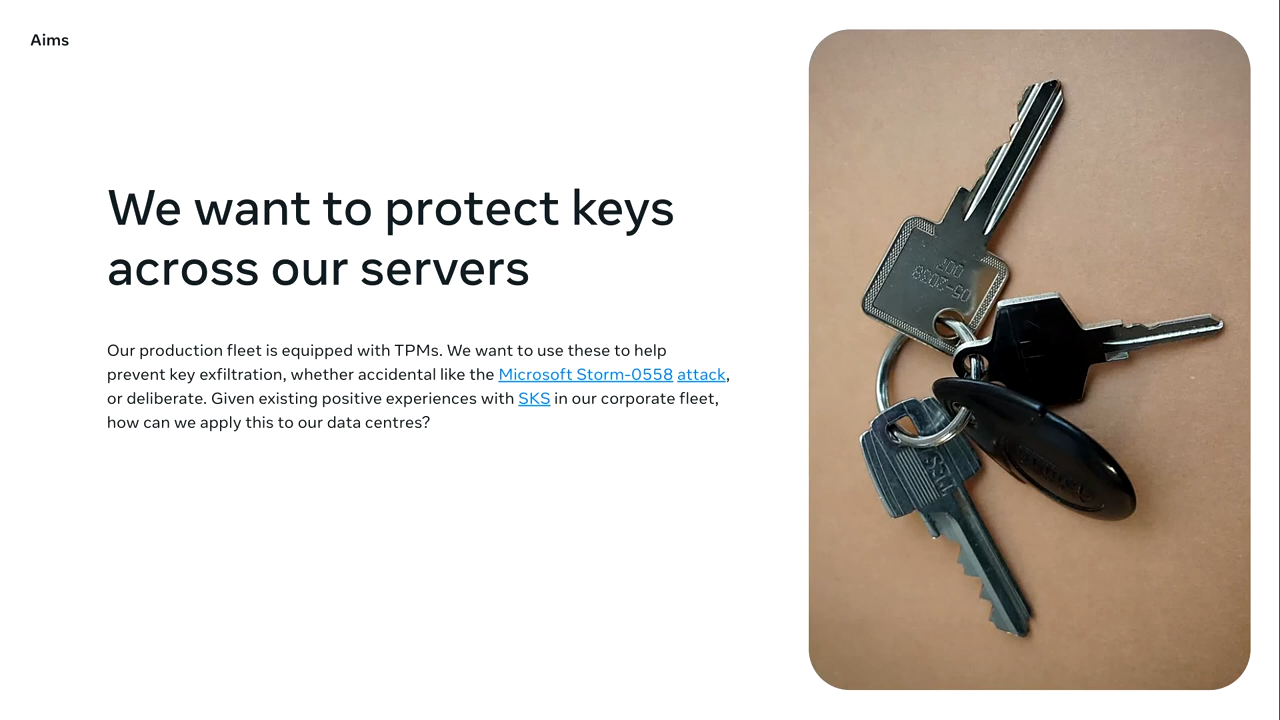 Aims
We want to protect keys
across our servers
Our production fleet is equipped with TPMs. We want to use these to help
prevent key exfiltration, whether accidental like the Microsoft Storm-0558 attack,
or deliberate. Given existing positive experiences with SKS in our corporate fleet,
how can we apply this to our data centres?